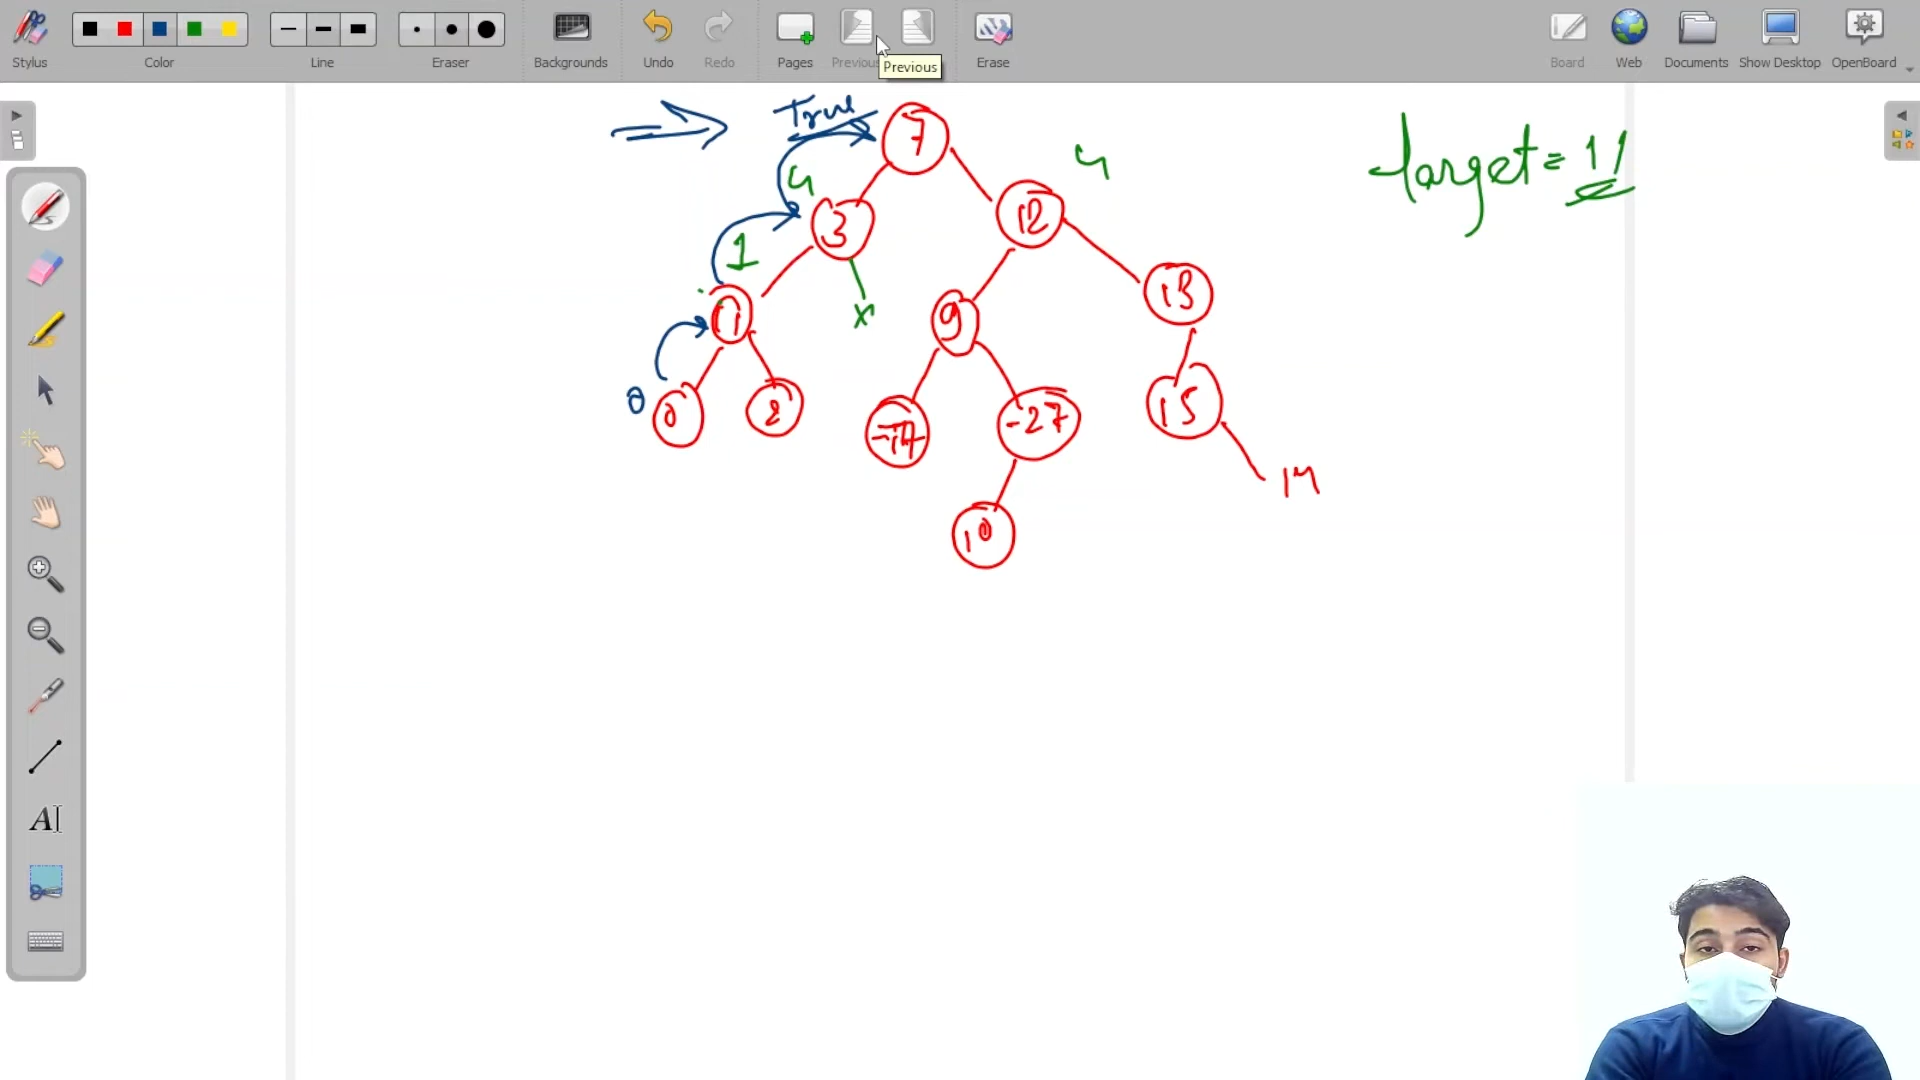 Stylus Color Line Eraser Backgrounds Undo Redo Pages Previous Erase Board Web Documents Show Desktop OpenBoard
Previous
True
7
target = 11
4
4
3
12
1
1
x
9
13
0
0
2
-27
15
14
10
AI